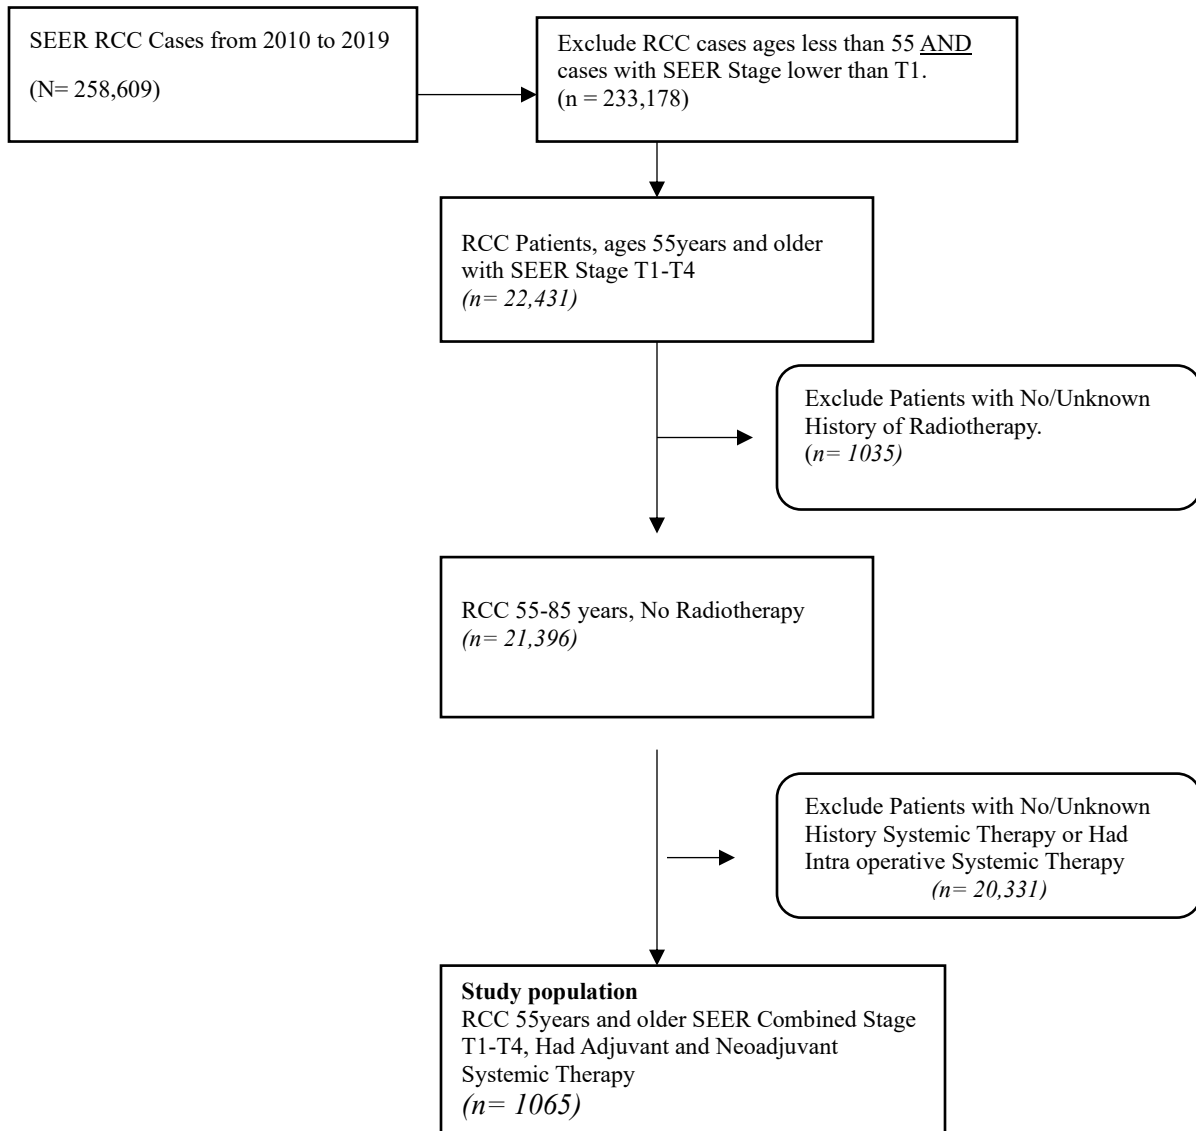 SEER RCC Cases from 2010 to 2019
(N= 258,609)
Exclude RCC cases ages less than 55 AND
cases with SEER Stage lower than T1.
(n = 233,178)
RCC Patients, ages 55years and older
with SEER Stage T1-T4
(n= 22,431)
Exclude Patients with No/Unknown
History of Radiotherapy.
(n= 1035)
RCC 55-85 years, No Radiotherapy
(n= 21,396)
Exclude Patients with No/Unknown
History Systemic Therapy or Had
Intra operative Systemic Therapy
(n= 20,331)
Study population
RCC 55years and older SEER Combined Stage
T1-T4, Had Adjuvant and Neoadjuvant
Systemic Therapy
(n= 1065)